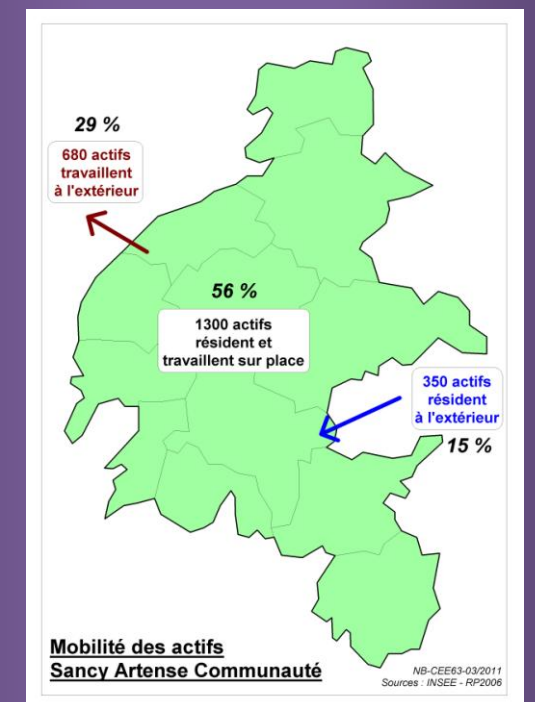 29 %
680 actifs
travaillent
à l'extérieur
56 %
1300 actifs
résident et
travaillent sur place
350 actifs
résident
à l'extérieur
15 %
Mobilité des actifs
Sancy Artense Communauté
NB-CEE63-03/2011
Sources : INSEE - RP2006